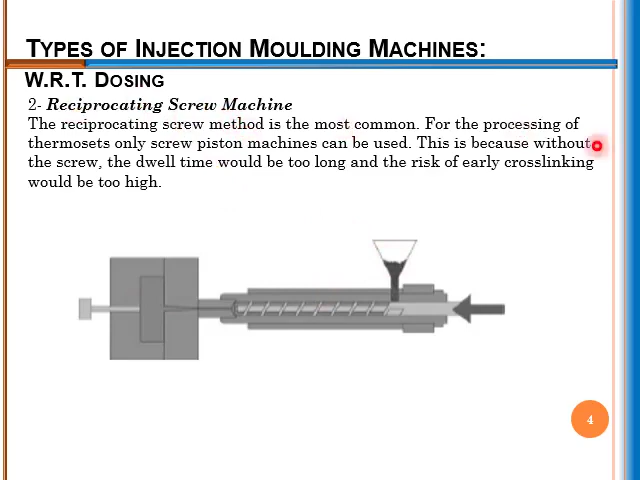 TYPES OF INJECTION MOULDING MACHINES:
W.R.T. DOSING
2- Reciprocating Screw Machine
The reciprocating screw method is the most common. For the processing of
thermosets only screw piston machines can be used. This is because without
the screw, the dwell time would be too long and the risk of early crosslinking
would be too high.
4